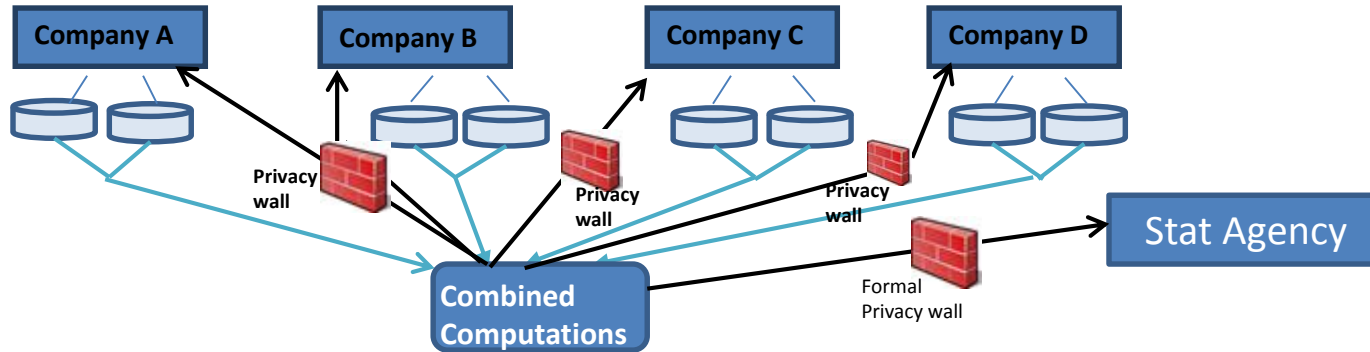 Company A
Company B
Company C
Company D
Privacy
wall
Privacy
wall
Privacy
wall
Stat Agency
Formal
Privacy wall
Combined
Computations